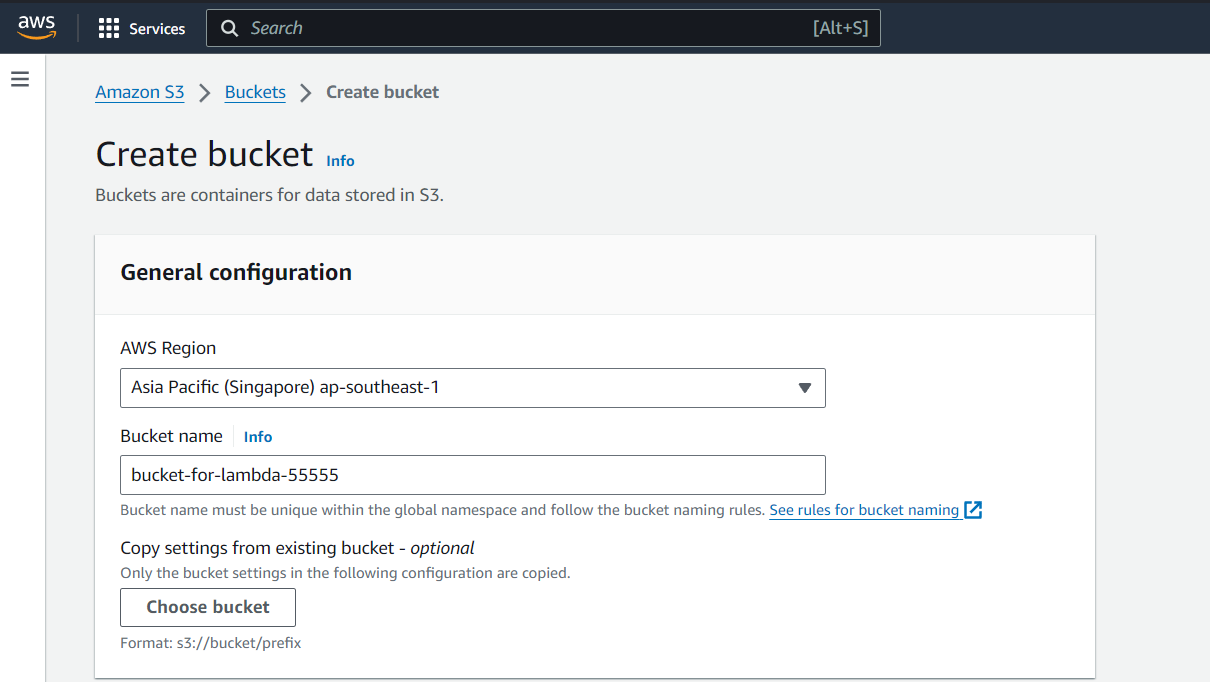 aws Services Search [Alt+S]
Amazon S3 Buckets Create bucket
Create bucket Info
Buckets are containers for data stored in S3.
General configuration
AWS Region
Asia Pacific (Singapore) ap-southeast-1
Bucket name Info
bucket-for-lambda-55555
Bucket name must be unique within the global namespace and follow the bucket naming rules. See rules for bucket naming
Copy settings from existing bucket - optional
Only the bucket settings in the following configuration are copied.
Choose bucket
Format: s3://bucket/prefix